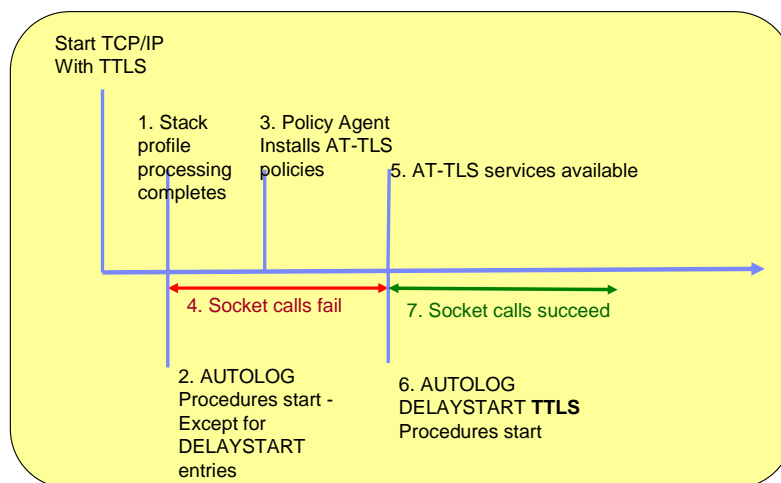 Start TCP/IP
With TTLS
1. Stack
profile
processing
completes
3. Policy Agent
Installs AT-TLS
policies
5. AT-TLS services available
4. Socket calls fail
7. Socket calls succeed
2. AUTOLOG
Procedures start -
Except for
DELAYSTART
entries
6. AUTOLOG
DELAYSTART TTLS
Procedures start